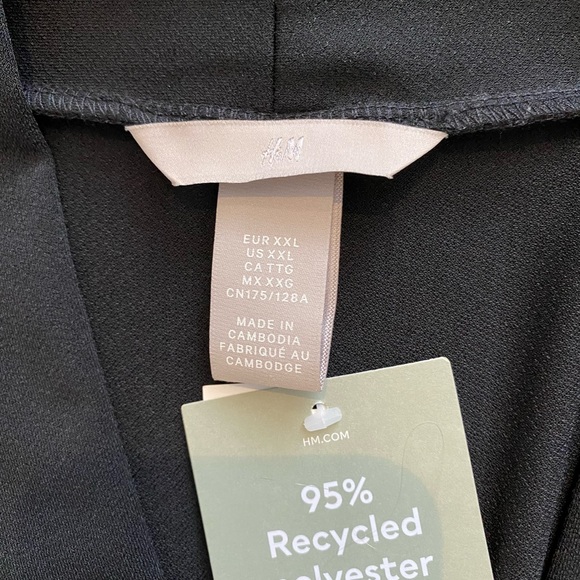 H&M
EUR XXL
US XXL
CA TTG
MX XXG
CN175/128A
MADE IN
CAMBODIA
FABRIQUÉ AU
CAMBODGE
HM.COM
95%
Recycled
polyester